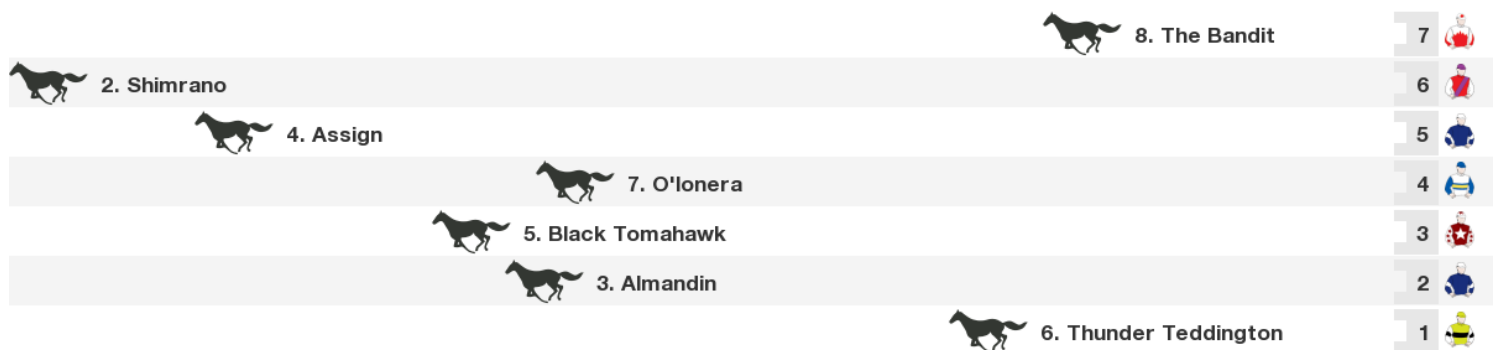 8. The Bandit 7
2. Shimrano 6
4. Assign 5
7. O'lonera 4
5. Black Tomahawk 3
3. Almandin 2
6. Thunder Teddington 1